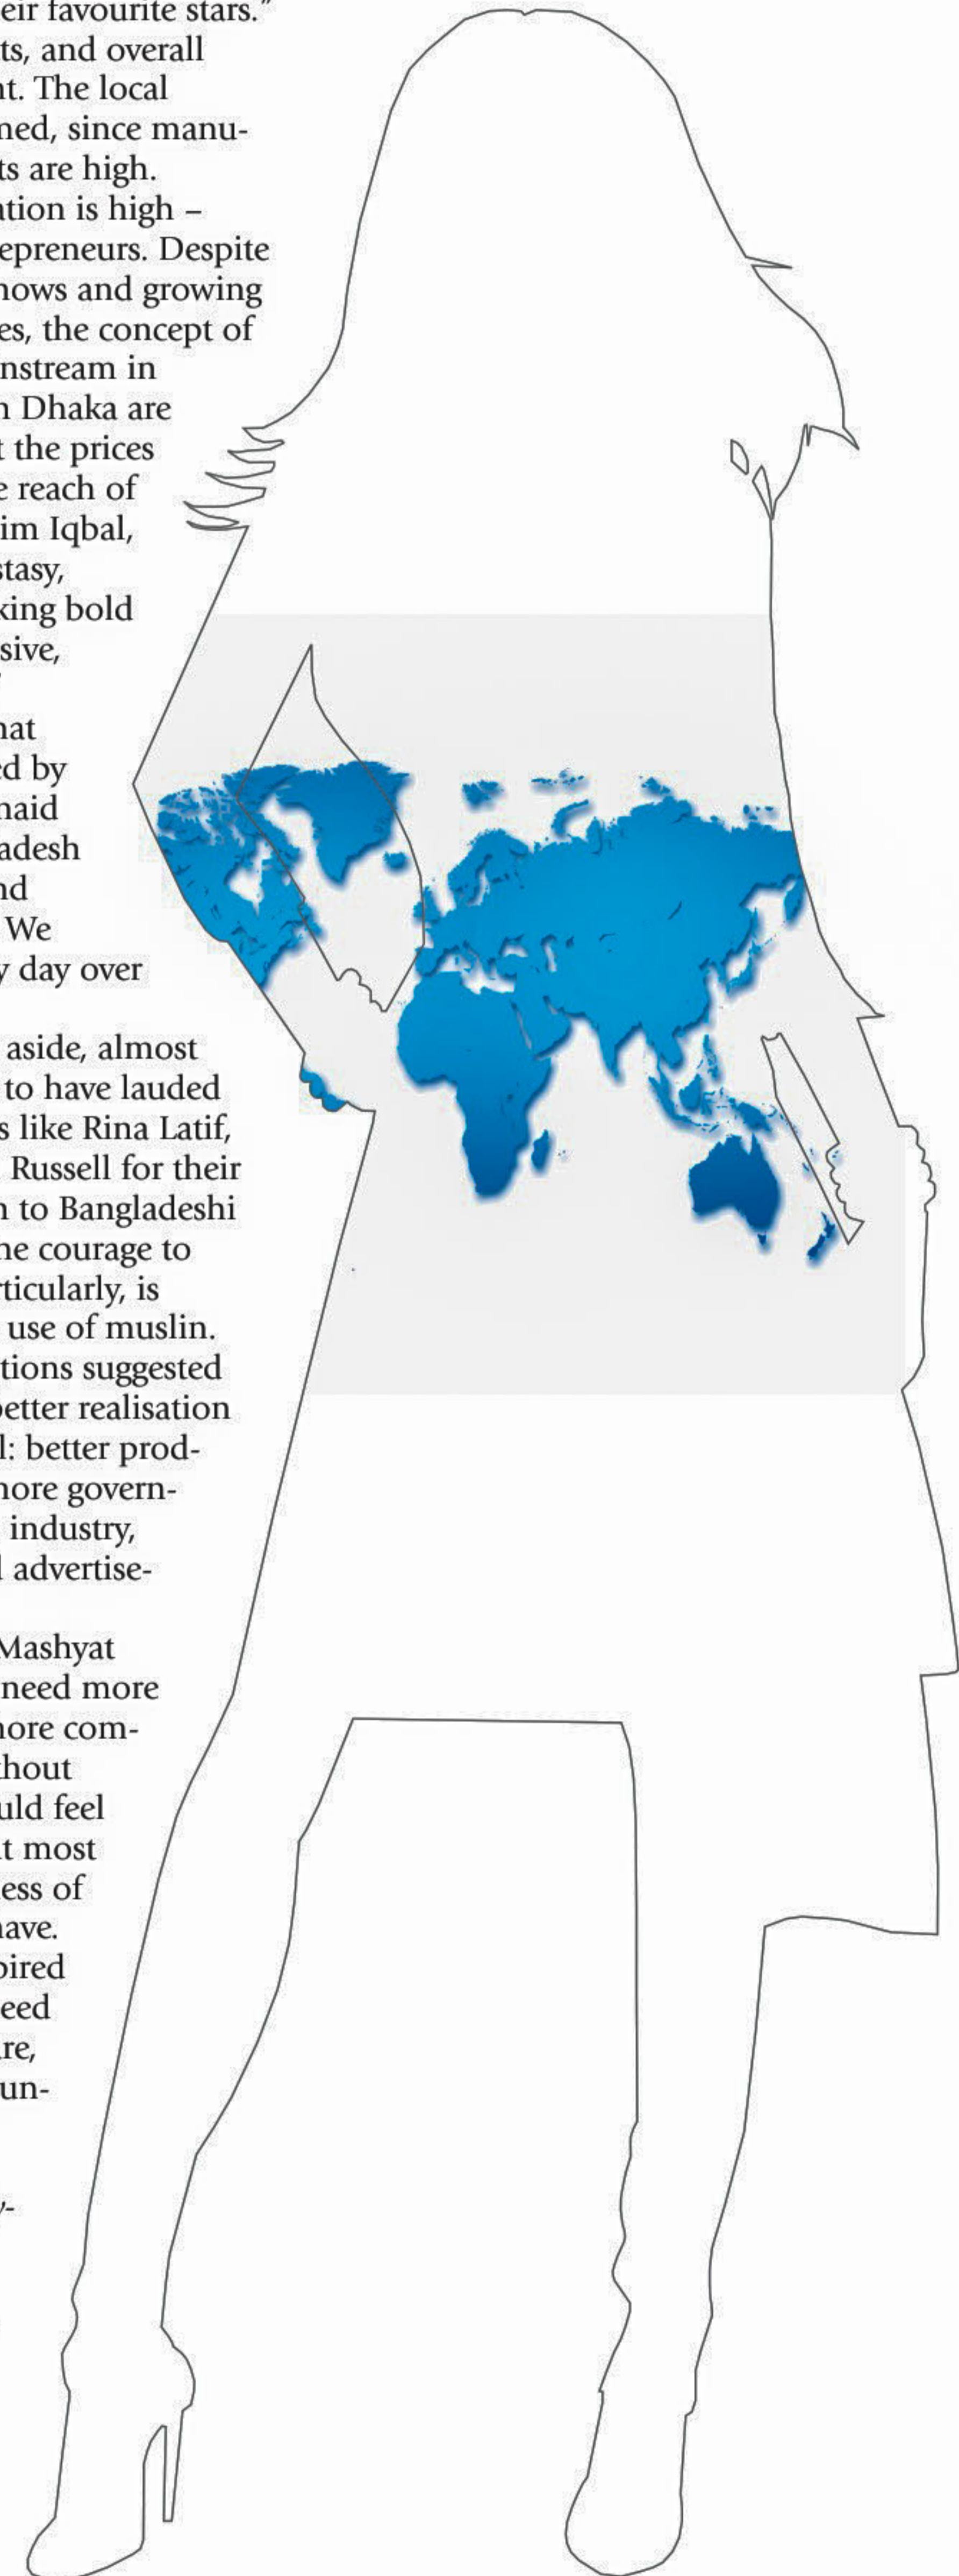 eir favourite stars.”
ts, and overall
nt. The local
ned, since manu-
ts are high.
ation is high –
epreneurs. Despite
hows and growing
es, the concept of
nstream in
n Dhaka are
t the prices
e reach of
im Iqbal,
stasy,
king bold
sive,
”
hat
ed by
naid
adesh
nd
We
y day over
aside, almost
to have lauded
s like Rina Latif,
Russell for their
n to Bangladeshi
he courage to
rticularly, is
use of muslin.
tions suggested
better realisation
l: better prod-
more govern-
industry,
l advertise-
Mashyat
need more
more com-
thout
uld feel
at most
ess of
have.
pired
eed
are,
un-
y-